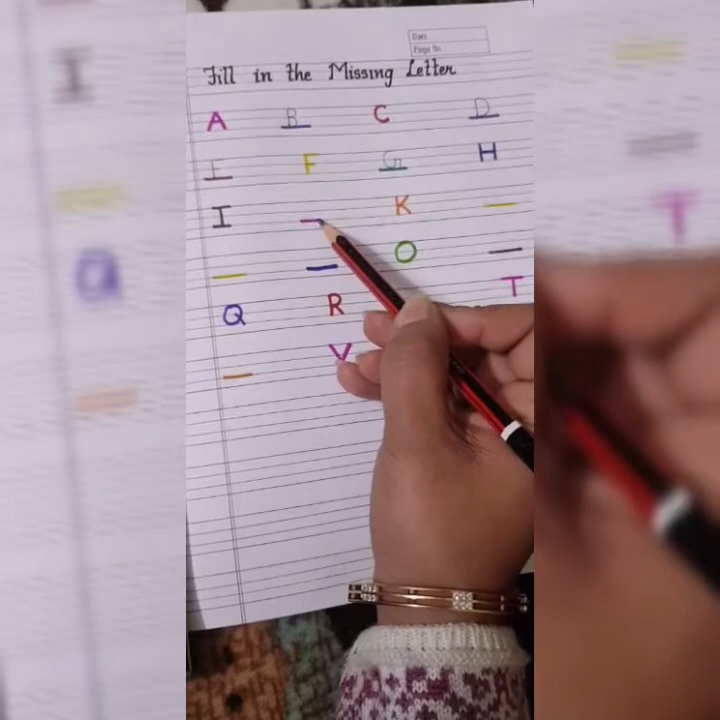 Date
Page No.
Fill in the Missing Letter
A B C D
E F G H
I _ K _
_ _ O _
Q R T
_ V